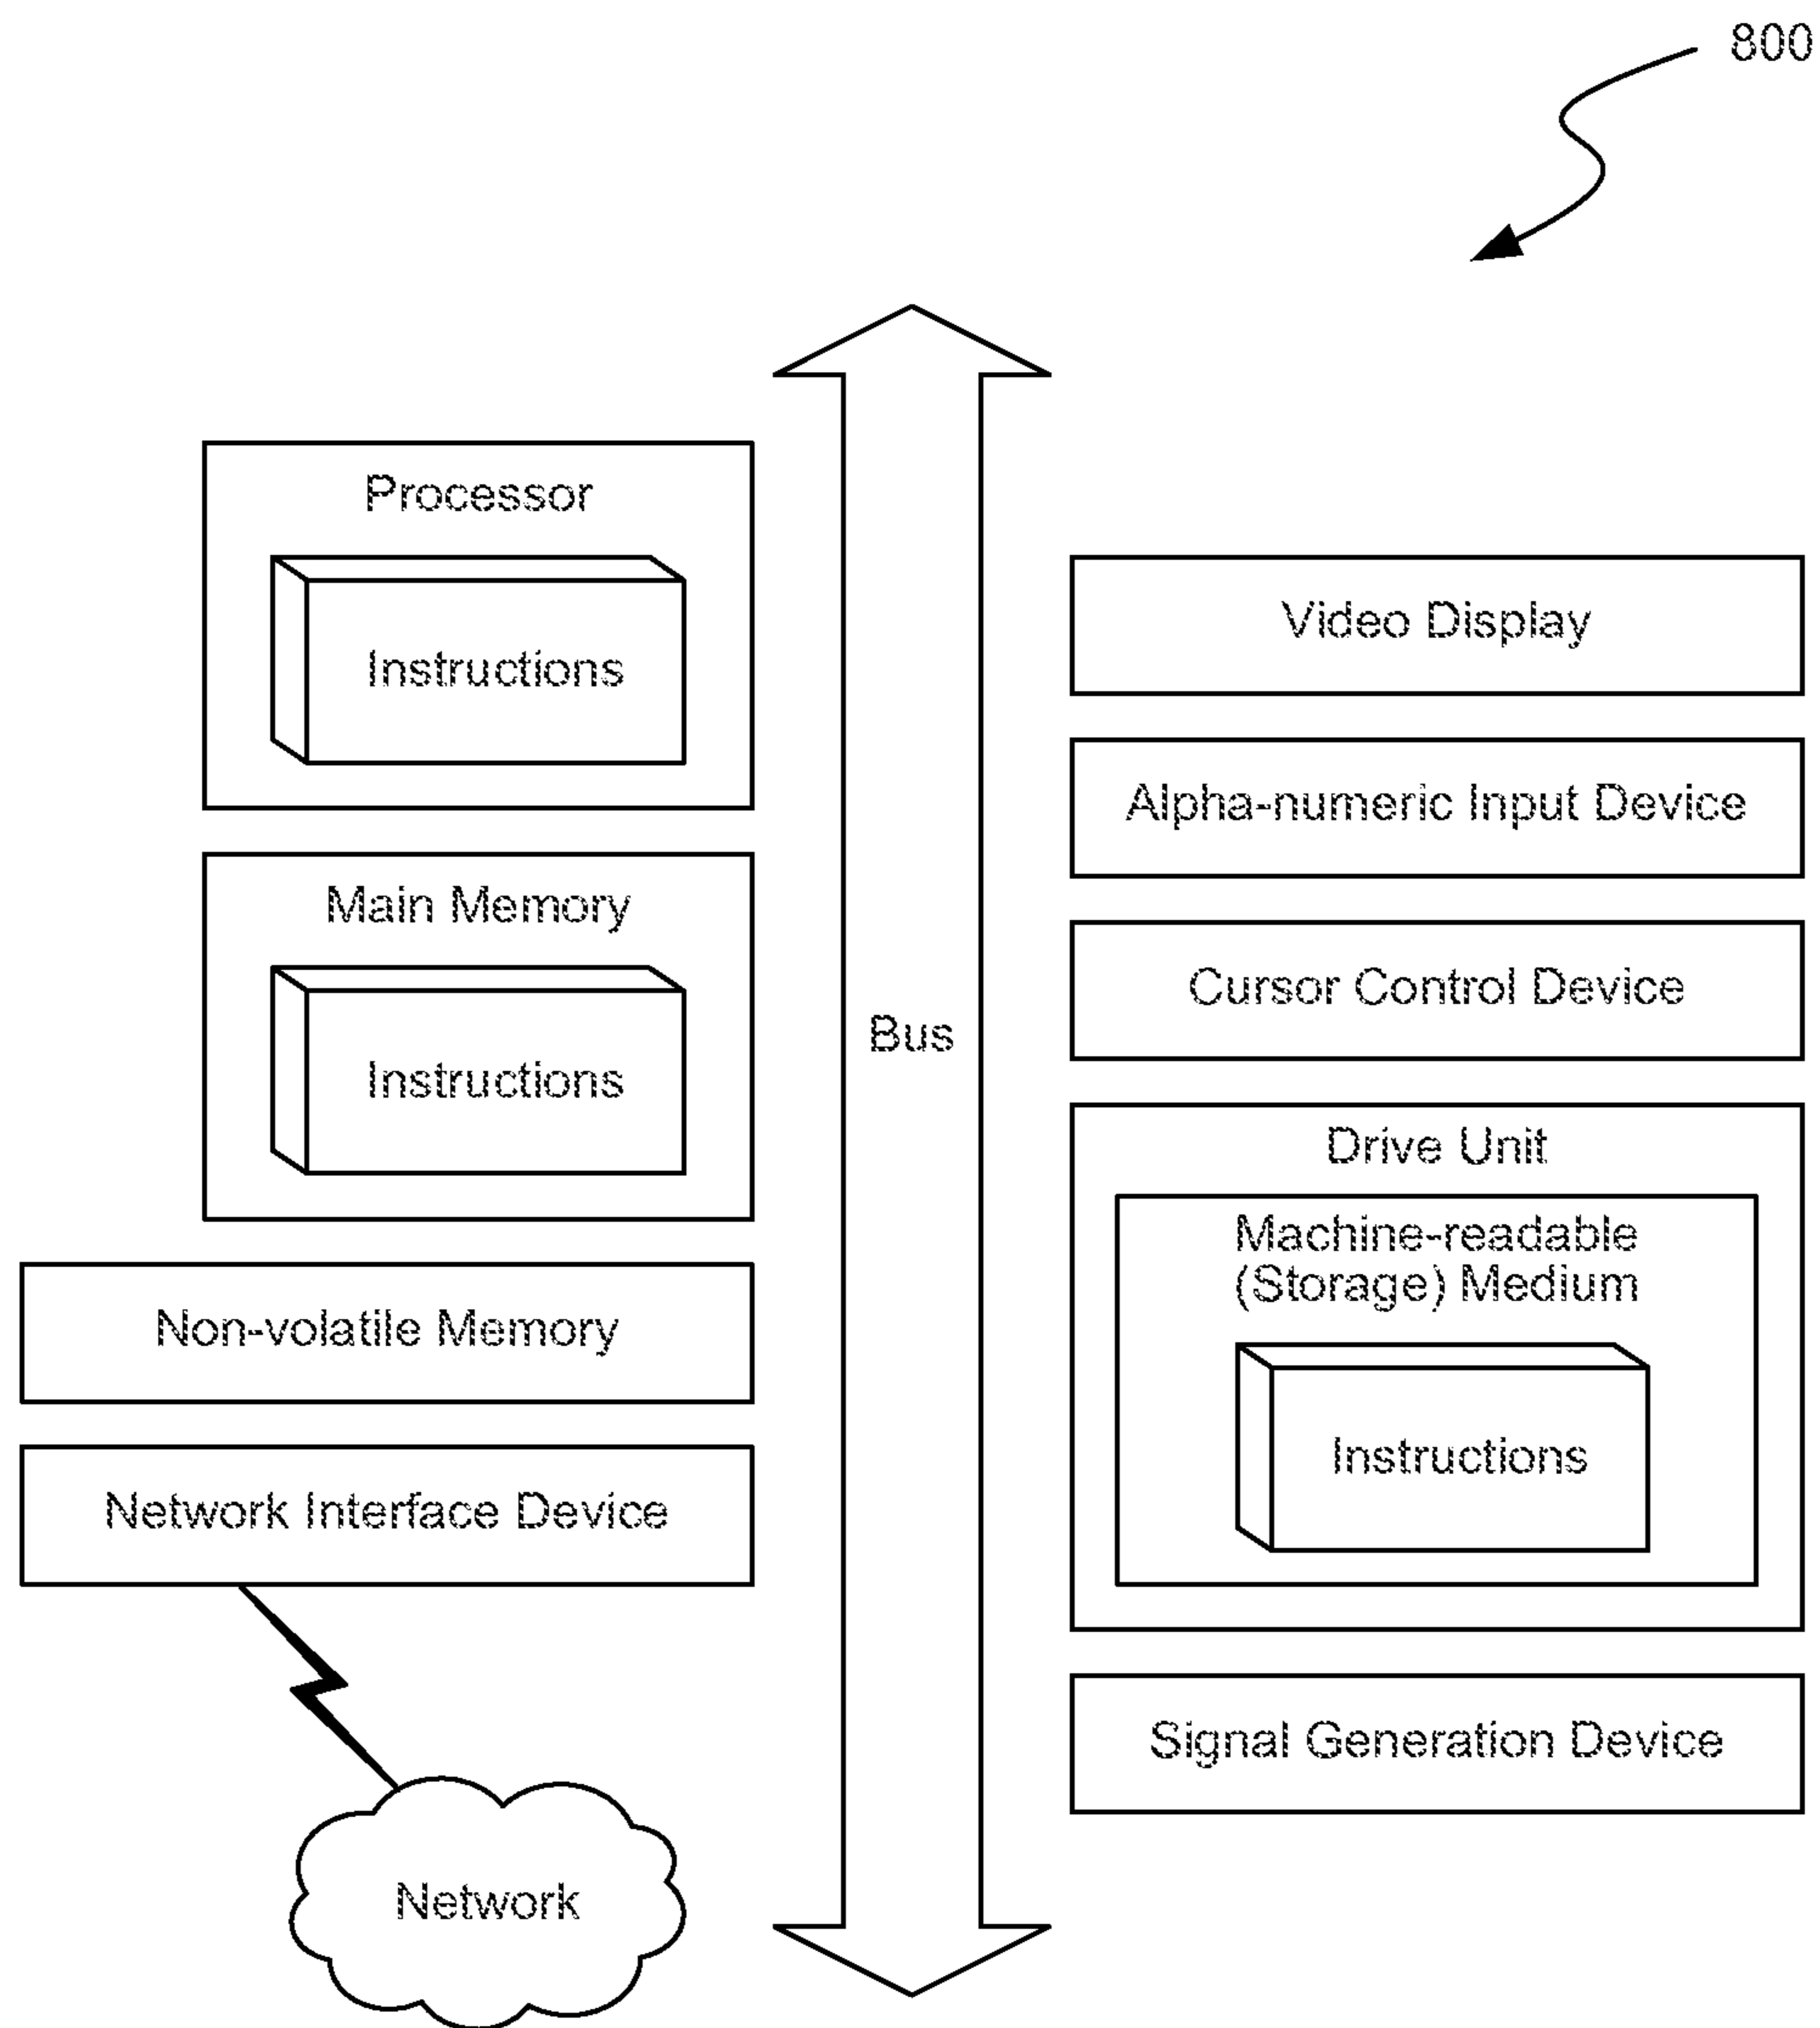 800
Processor
Instructions
Main Memory
Instructions
Non-volatile Memory
Network Interface Device
Network
Bus
Video Display
Alpha-numeric Input Device
Cursor Control Device
Drive Unit
Machine-readable
(Storage) Medium
Instructions
Signal Generation Device